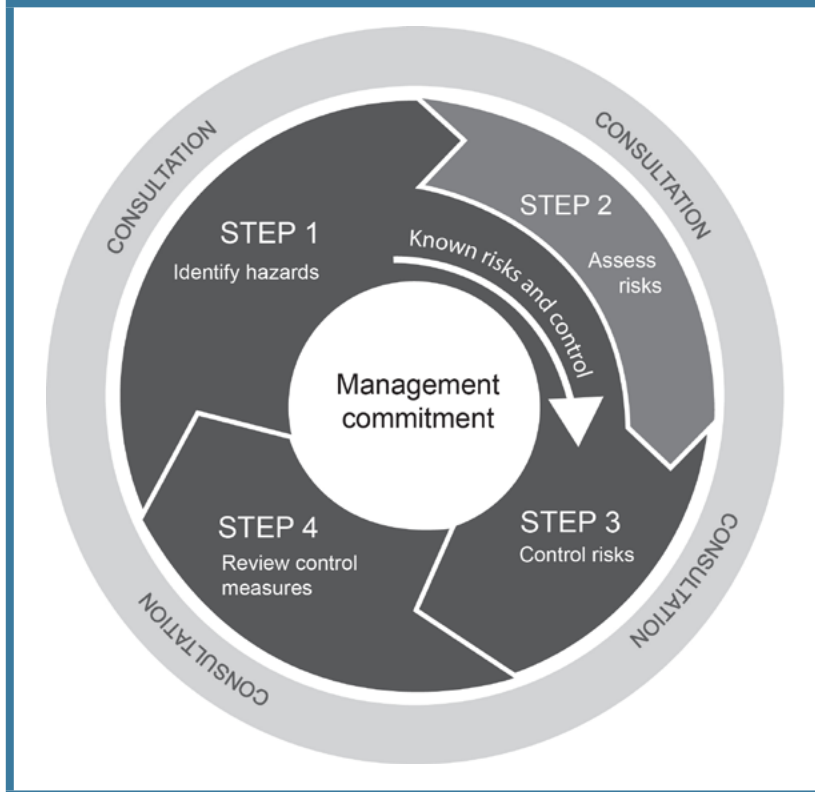 CONSULTATION
CONSULTATION
STEP 1
Identify hazards
STEP 2
Assess
risks
Known risks and control
Management
commitment
STEP 3
Control risks
STEP 4
Review control
measures
CONSULTATION
CONSULTATION